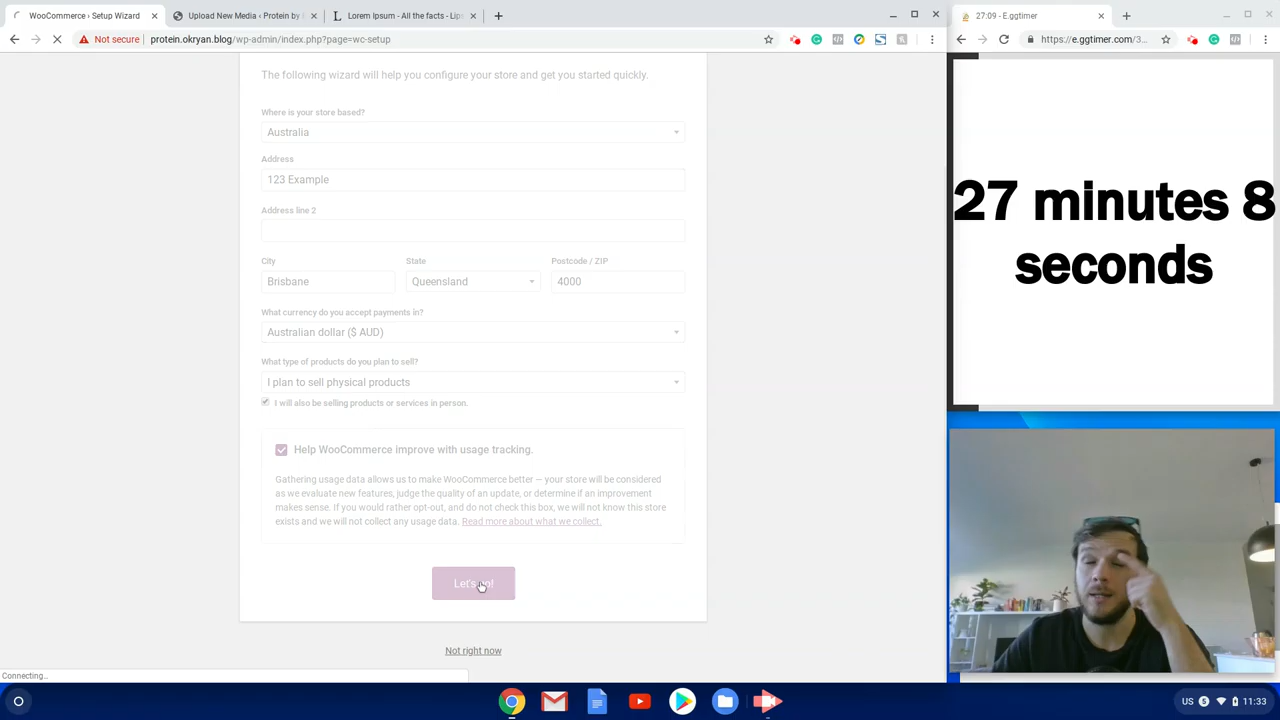 WooCommerce › Setup Wizard
Upload New Media ‹ Protein by
Lorem Ipsum - All the facts - Lips
27:09 - E.ggtimer
Not secure
protein.okryan.blog/wp-admin/index.php?page=wc-setup
https://e.ggtimer.com/3
The following wizard will help you configure your store and get you started quickly.
Where is your store based?
Australia
Address
123 Example
Address line 2
City
State
Postcode / ZIP
Brisbane
Queensland
4000
What currency do you accept payments in?
Australian dollar ($ AUD)
What type of products do you plan to sell?
I plan to sell physical products
I will also be selling products or services in person.
Help WooCommerce improve with usage tracking.
Gathering usage data allows us to make WooCommerce better — your store will be considered
as we evaluate new features, judge the quality of an update, or determine if an improvement
makes sense. If you would rather opt-out, and do not check this box, we will not know this store
exists and we will not collect any usage data. Read more about what we collect.
Let's go!
Not right now
Connecting...
27 minutes 8
seconds
US
11:33